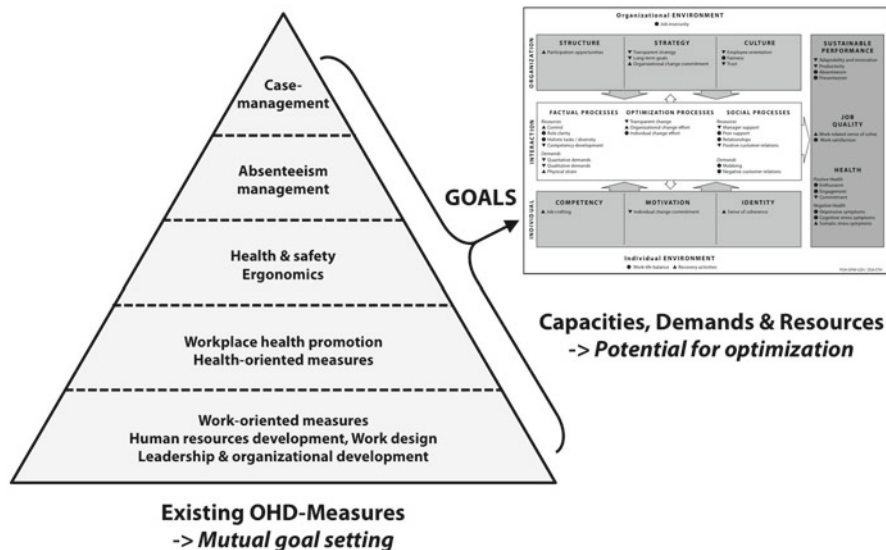 Case-
management
Absenteeism
management
Health & safety
Ergonomics
Workplace health promotion
Health-oriented measures
Work-oriented measures
Human resources development, Work design
Leadership & organizational development
Existing OHD-Measures
-> Mutual goal setting
GOALS
Organizational ENVIRONMENT
● Job insecurity
ORGANIZATION
STRUCTURE
▲ Participation opportunities
STRATEGY
▼ Transparent strategy
▼ Long-term goals
▲ Organizational change commitment
CULTURE
▼ Employee orientation
● Fairness
▼ Trust
INTERACTION
FACTUAL PROCESSES
Resources:
▲ Control
● Role clarity
● Holistic tasks / diversity
▼ Competency development
Demands:
▼ Quantitative demands
▼ Qualitative demands
▲ Physical strain
OPTIMIZATION PROCESSES
▼ Transparent change
▲ Organizational change effort
● Individual change effort
SOCIAL PROCESSES
Resources:
▼ Manager support
● Peer support
● Relationships
▼ Positive customer relations
Demands:
● Mobbing
● Negative customer relations
INDIVIDUAL
COMPETENCY
▲ Job crafting
MOTIVATION
▼ Individual change commitment
IDENTITY
▲ Sense of coherence
Individual ENVIRONMENT
● Work-life balance ▲ Recovery activities
SUSTAINABLE
PERFORMANCE
▼ Adaptability and innovation
▼ Productivity
● Absenteeism
● Presenteeism
JOB
QUALITY
▲ Work-related sense of coher.
● Work satisfaction
HEALTH
Positive Health
● Enthusiasm
● Engagement
▼ Commitment
Negative Health
● Depressive symptoms
● Cognitive stress symptoms
▲ Somatic stress symptoms
Capacities, Demands & Resources
-> Potential for optimization